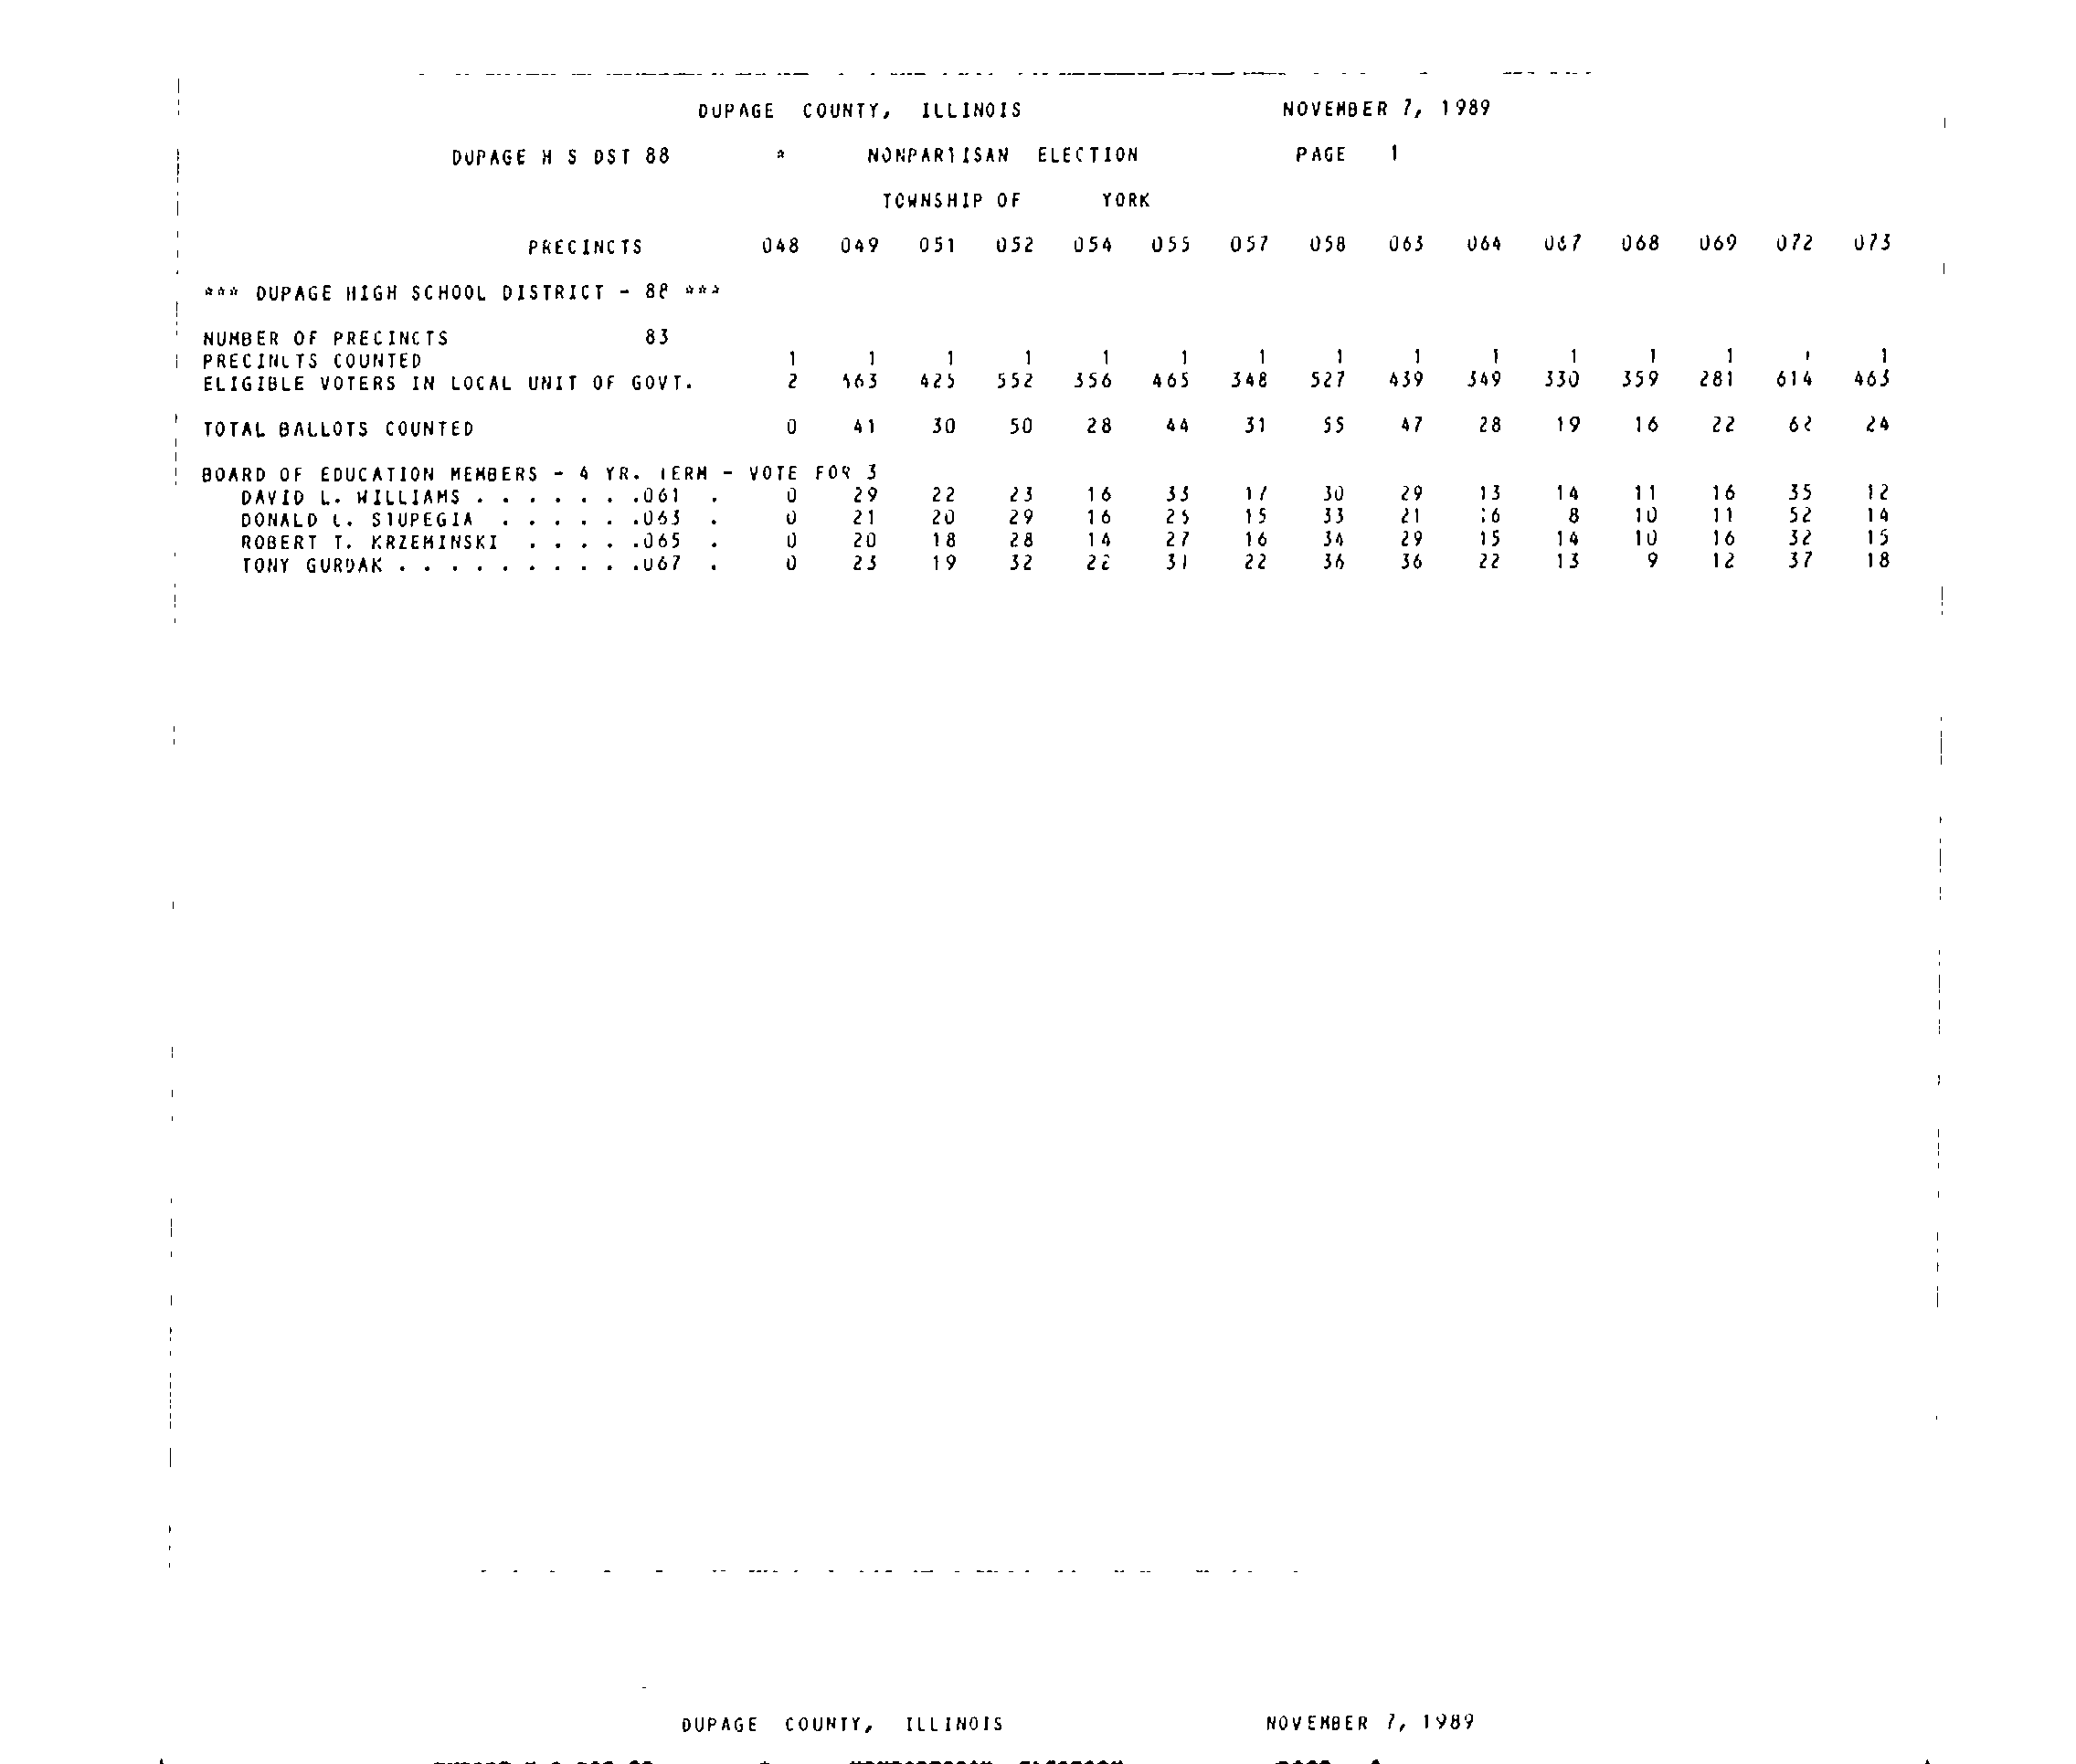 DUPAGE COUNTY, ILLINOIS NOVEMBER 7, 1989
DUPAGE H S DST 88 * NONPARTISAN ELECTION PAGE 1
TOWNSHIP OF YORK
PRECINCTS 048 049 051 052 054 055 057 058 063 064 067 068 069 072 073
*** DUPAGE HIGH SCHOOL DISTRICT - 88 ***
NUMBER OF PRECINCTS 83
PRECINCTS COUNTED 1 1 1 1 1 1 1 1 1 1 1 1 1 1 1
ELIGIBLE VOTERS IN LOCAL UNIT OF GOVT. 2 463 425 552 356 465 348 527 439 349 330 359 281 614 463
TOTAL BALLOTS COUNTED 0 41 30 50 28 44 31 55 47 28 19 16 22 62 24
BOARD OF EDUCATION MEMBERS - 4 YR. TERM - VOTE FOR 3
DAVID L. WILLIAMS . . . . . . .061 . 0 29 22 23 16 33 17 30 29 13 14 11 16 35 12
DONALD L. STUPEGIA . . . . . .063 . 0 21 20 29 16 25 15 33 21 16 8 10 11 52 14
ROBERT T. KRZEMINSKI . . . . .065 . 0 20 18 28 14 27 16 34 29 15 14 10 16 32 15
TONY GURDAK . . . . . . . . . .067 . 0 23 19 32 22 31 22 36 36 22 13 9 12 37 18
DUPAGE COUNTY, ILLINOIS NOVEMBER 7, 1989